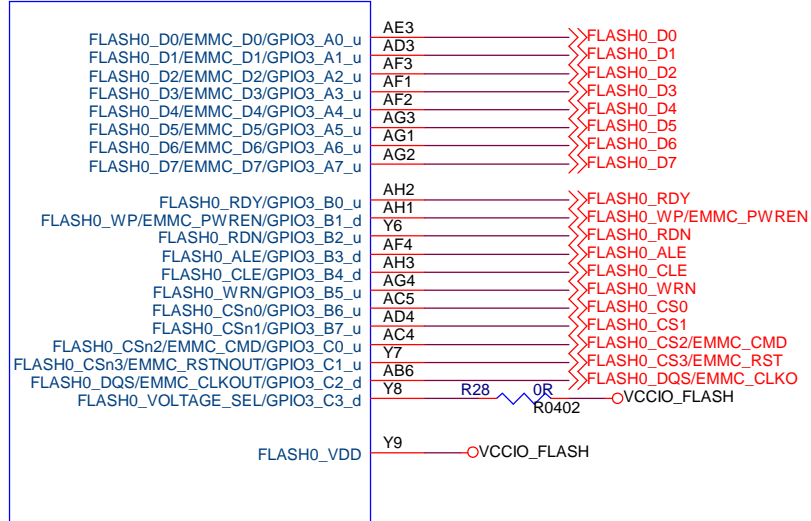 FLASH0_D0/EMMC_D0/GPIO3_A0_u AE3 FLASH0_D0
FLASH0_D1/EMMC_D1/GPIO3_A1_u AD3 FLASH0_D1
FLASH0_D2/EMMC_D2/GPIO3_A2_u AF3 FLASH0_D2
FLASH0_D3/EMMC_D3/GPIO3_A3_u AF1 FLASH0_D3
FLASH0_D4/EMMC_D4/GPIO3_A4_u AF2 FLASH0_D4
FLASH0_D5/EMMC_D5/GPIO3_A5_u AG3 FLASH0_D5
FLASH0_D6/EMMC_D6/GPIO3_A6_u AG1 FLASH0_D6
FLASH0_D7/EMMC_D7/GPIO3_A7_u AG2 FLASH0_D7
FLASH0_RDY/GPIO3_B0_u AH2 FLASH0_RDY
FLASH0_WP/EMMC_PWREN/GPIO3_B1_d AH1 FLASH0_WP/EMMC_PWREN
FLASH0_RDN/GPIO3_B2_u Y6 FLASH0_RDN
FLASH0_ALE/GPIO3_B3_d AF4 FLASH0_ALE
FLASH0_CLE/GPIO3_B4_d AH3 FLASH0_CLE
FLASH0_WRN/GPIO3_B5_u AG4 FLASH0_WRN
FLASH0_CSn0/GPIO3_B6_u AC5 FLASH0_CS0
FLASH0_CSn1/GPIO3_B7_u AD4 FLASH0_CS1
FLASH0_CSn2/EMMC_CMD/GPIO3_C0_u AC4 FLASH0_CS2/EMMC_CMD
FLASH0_CSn3/EMMC_RSTNOUT/GPIO3_C1_u Y7 FLASH0_CS3/EMMC_RST
FLASH0_DQS/EMMC_CLKOUT/GPIO3_C2_d AB6 FLASH0_DQS/EMMC_CLKO
FLASH0_VOLTAGE_SEL/GPIO3_C3_d Y8 R28 0R VCCIO_FLASH
R0402
FLASH0_VDD Y9 VCCIO_FLASH